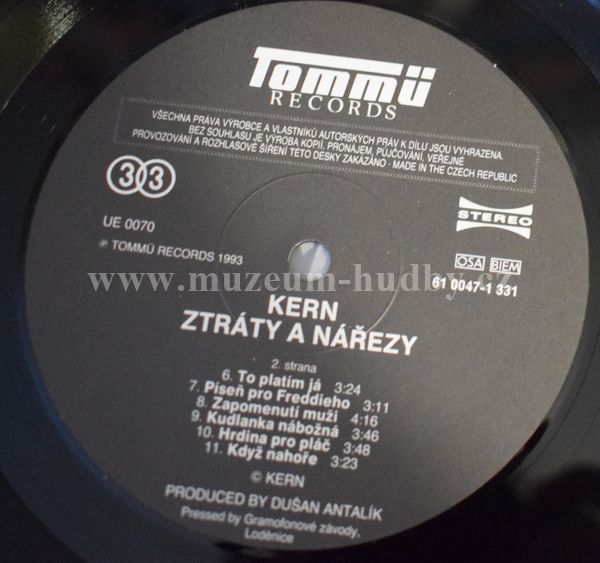 Tommü
RECORDS
VŠECHNA PRÁVA VÝROBCE A VLASTNÍKŮ AUTORSKÝCH PRÁV K DÍLU JSOU VYHRAZENA.
BEZ SOUHLASU JE VÝROBA KOPIÍ, PRONÁJEM, PŮJČOVÁNÍ, VEŘEJNÉ
PROVOZOVÁNÍ A ROZHLASOVÉ ŠÍŘENÍ TÉTO DESKY ZAKÁZÁNO - MADE IN THE CZECH REPUBLIC
33
STEREO
UE 0070
℗ TOMMÜ RECORDS 1993
OSA BIEM
61 0047-1 331
www.muzeum-hudby.cz
KERN
ZTRÁTY A NÁŘEZY
2. strana
6. To platím já 3:24
7. Píseň pro Freddieho 3:11
8. Zapomenutí muži 4:16
9. Kudlanka nábožná 3:46
10. Hrdina pro pláč 3:48
11. Když nahoře 3:23
© KERN
PRODUCED BY DUŠAN ANTALÍK
Pressed by Gramofonové závody,
Loděnice